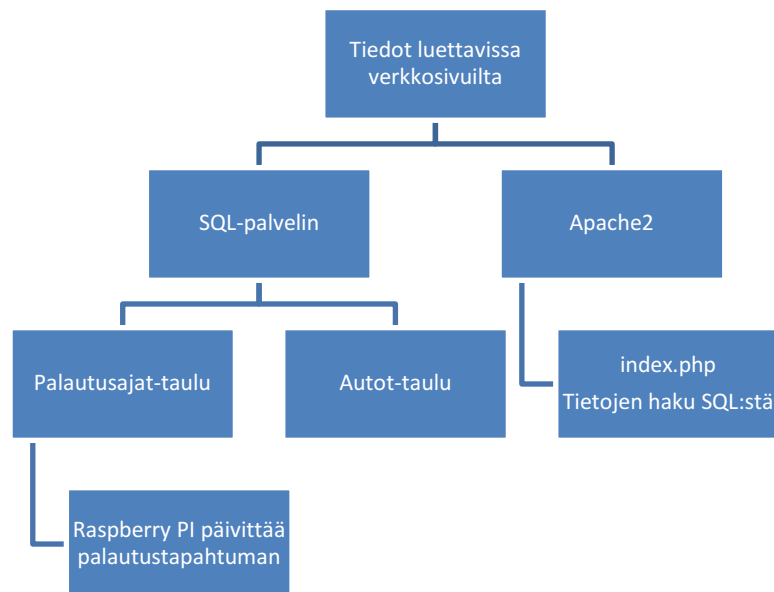 Tiedot luettavissa
verkkosivuilta
SQL-palvelin
Apache2
Palautusajat-taulu
Autot-taulu
index.php
Tietojen haku SQL:stä
Raspberry PI päivittää
palautustapahtuman